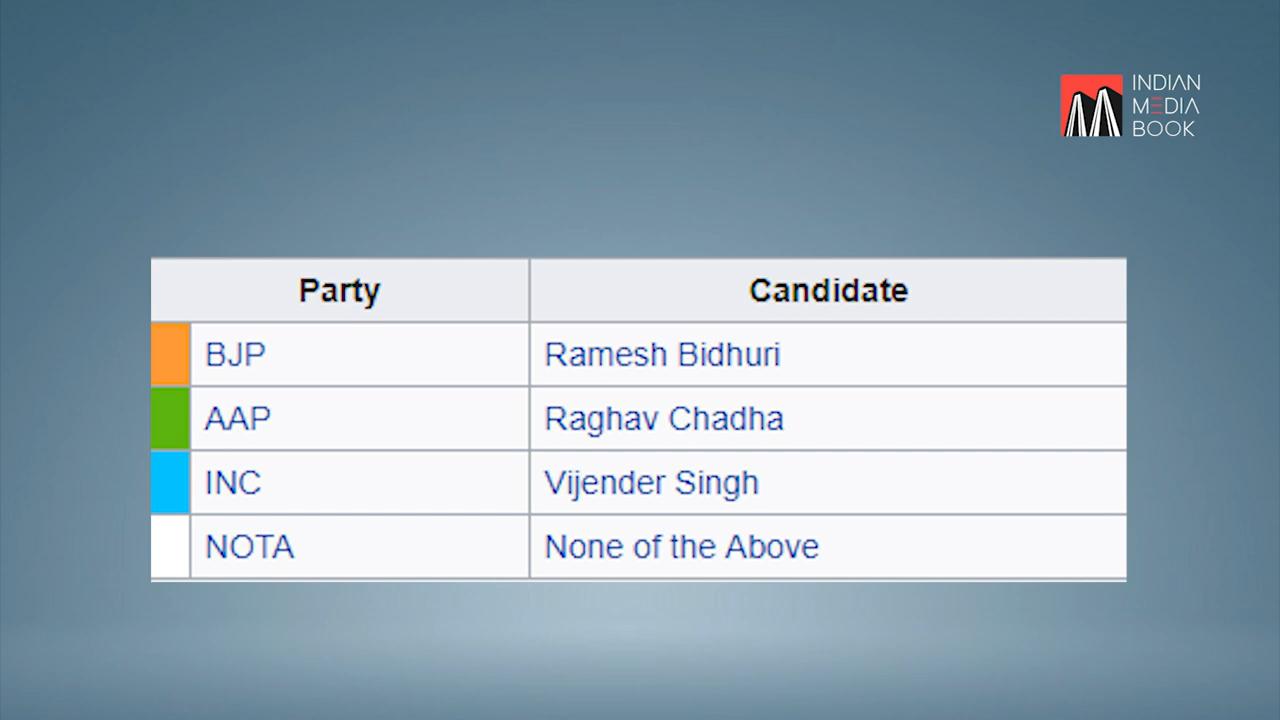 INDIAN
MEDIA
BOOK
Party Candidate
BJP Ramesh Bidhuri
AAP Raghav Chadha
INC Vijender Singh
NOTA None of the Above